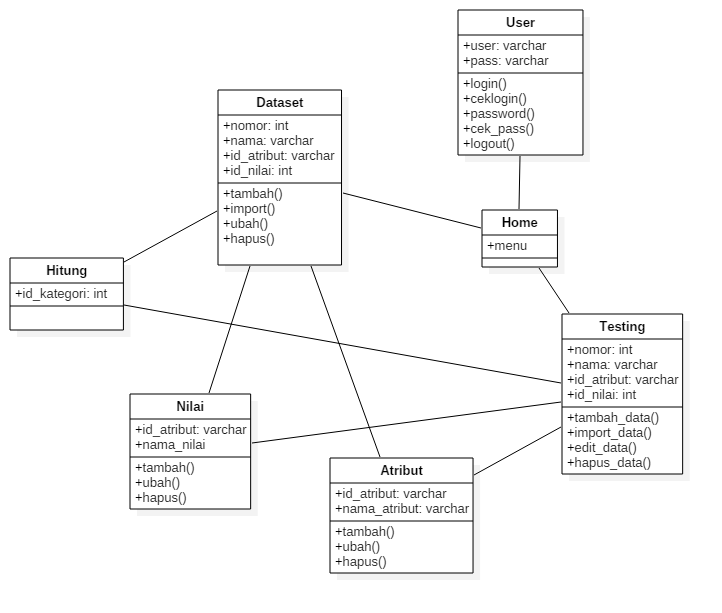 User
+user: varchar
+pass: varchar
+login()
+ceklogin()
+password()
+cek_pass()
+logout()
Dataset
+nomor: int
+nama: varchar
+id_atribut: varchar
+id_nilai: int
+tambah()
+import()
+ubah()
+hapus()
Home
+menu
Hitung
+id_kategori: int
Testing
+nomor: int
+nama: varchar
+id_atribut: varchar
+id_nilai: int
+tambah_data()
+import_data()
+edit_data()
+hapus_data()
Nilai
+id_atribut: varchar
+nama_nilai
+tambah()
+ubah()
+hapus()
Atribut
+id_atribut: varchar
+nama_atribut: varchar
+tambah()
+ubah()
+hapus()